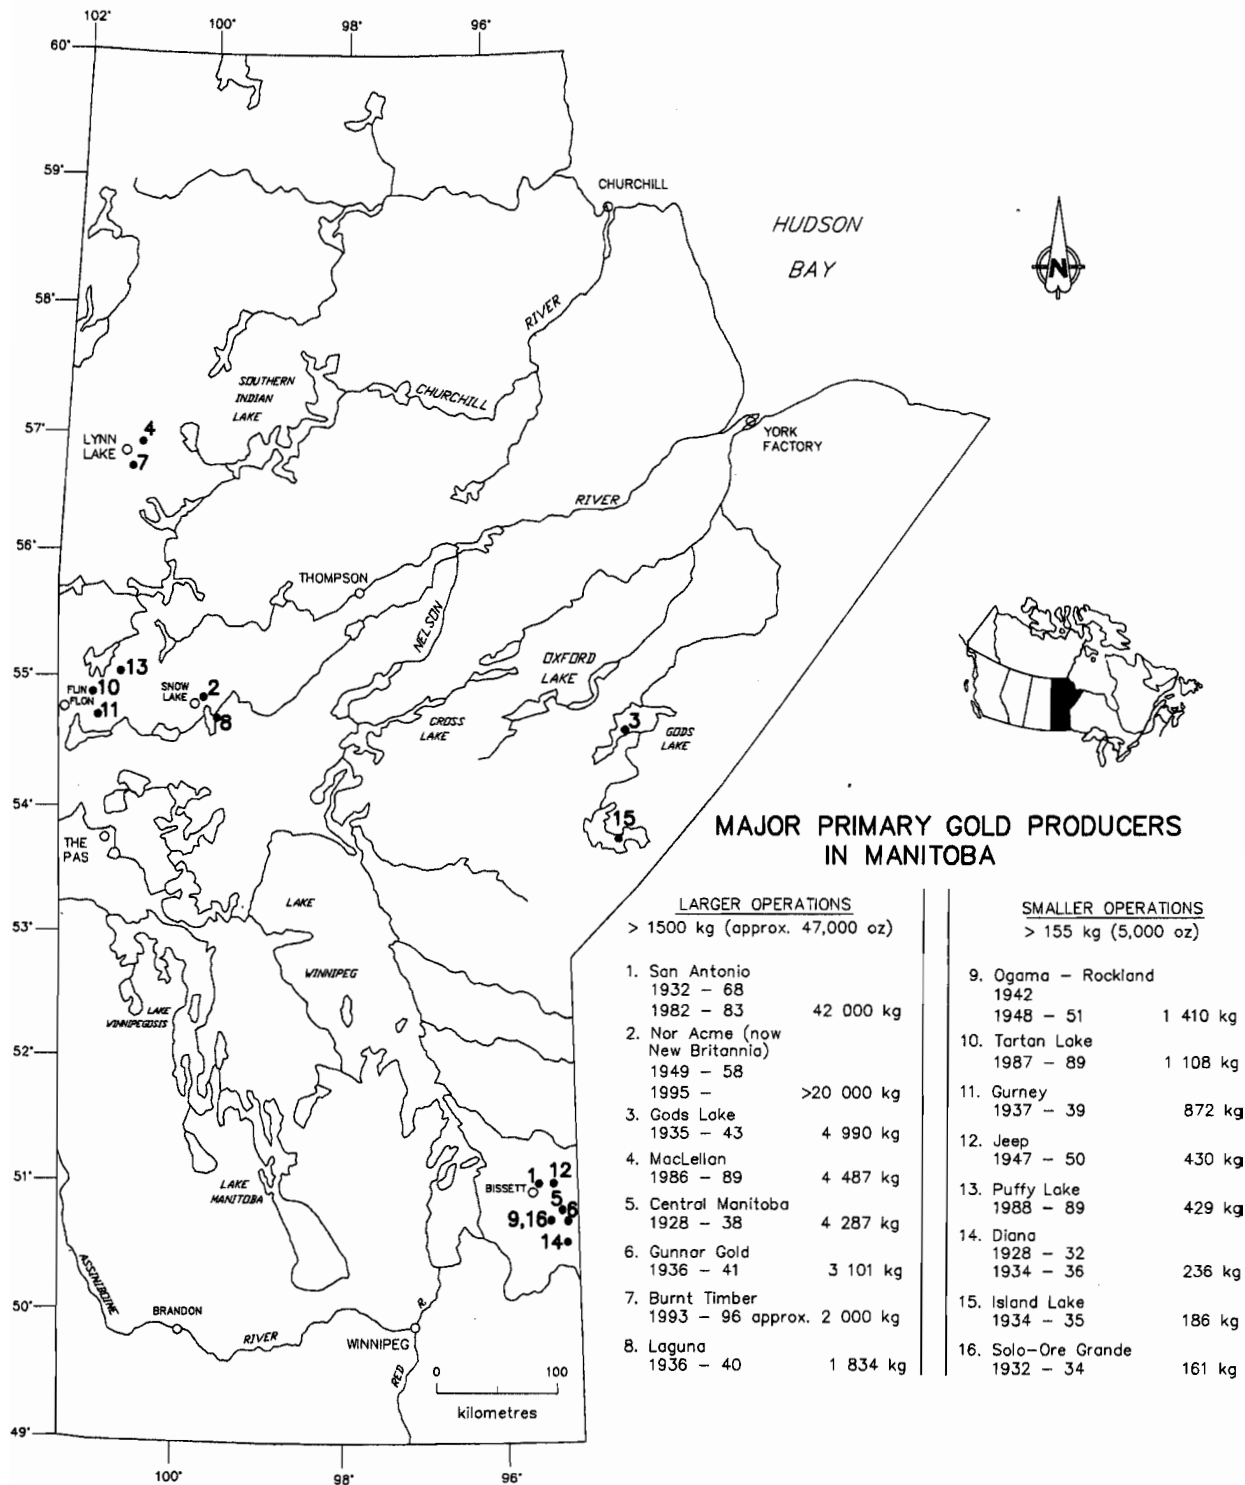 102°
100°
98°
96°
60°
59°
CHURCHILL
HUDSON
BAY
N
58°
RIVER
SOUTHERN
INDIAN
LAKE
CHURCHILL
57°
LYNN
LAKE
4
7
YORK
FACTORY
RIVER
56°
THOMPSON
NELSON
55°
13
FLIN
FLON
10
11
SNOW
LAKE
2
8
OXFORD
LAKE
CROSS
LAKE
3
GODS
LAKE
54°
THE
PAS
15
MAJOR PRIMARY GOLD PRODUCERS
IN MANITOBA
53°
LAKE
WINNIPEG
LAKE
WINNIPEGOSIS
52°
51°
LAKE
MANITOBA
BISSETT
1
12
5
6
9,16
14
50°
ASSINIBOINE
BRANDON
RIVER
WINNIPEG
R.
RED
0
100
kilometres
49°
100°
98°
96°
LARGER OPERATIONS
> 1500 kg (approx. 47,000 oz)
1. San Antonio
1932 – 68
1982 – 83 42 000 kg
2. Nor Acme (now
New Britannia)
1949 – 58
1995 – >20 000 kg
3. Gods Lake
1935 – 43 4 990 kg
4. MacLellan
1986 – 89 4 487 kg
5. Central Manitoba
1928 – 38 4 287 kg
6. Gunnar Gold
1936 – 41 3 101 kg
7. Burnt Timber
1993 – 96 approx. 2 000 kg
8. Laguna
1936 – 40 1 834 kg
SMALLER OPERATIONS
> 155 kg (5,000 oz)
9. Ogama – Rockland
1942
1948 – 51 1 410 kg
10. Tartan Lake
1987 – 89 1 108 kg
11. Gurney
1937 – 39 872 kg
12. Jeep
1947 – 50 430 kg
13. Puffy Lake
1988 – 89 429 kg
14. Diana
1928 – 32
1934 – 36 236 kg
15. Island Lake
1934 – 35 186 kg
16. Solo–Ore Grande
1932 – 34 161 kg